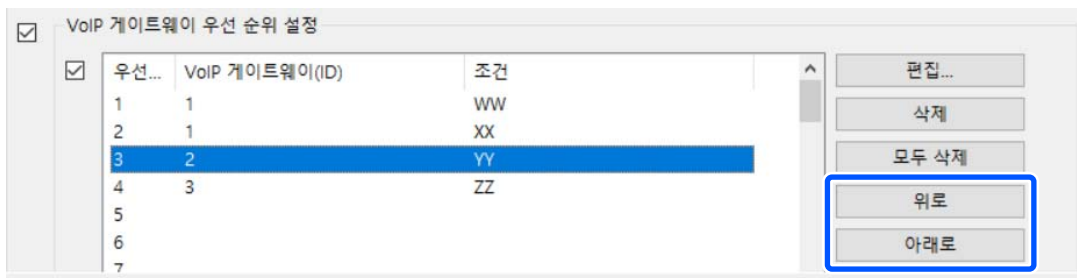 VoIP 게이트웨이 우선 순위 설정
우선... VoIP 게이트웨이(ID) 조건
1 1 WW
2 1 XX
3 2 YY
4 3 ZZ
5
6
7
편집...
삭제
모두 삭제
위로
아래로